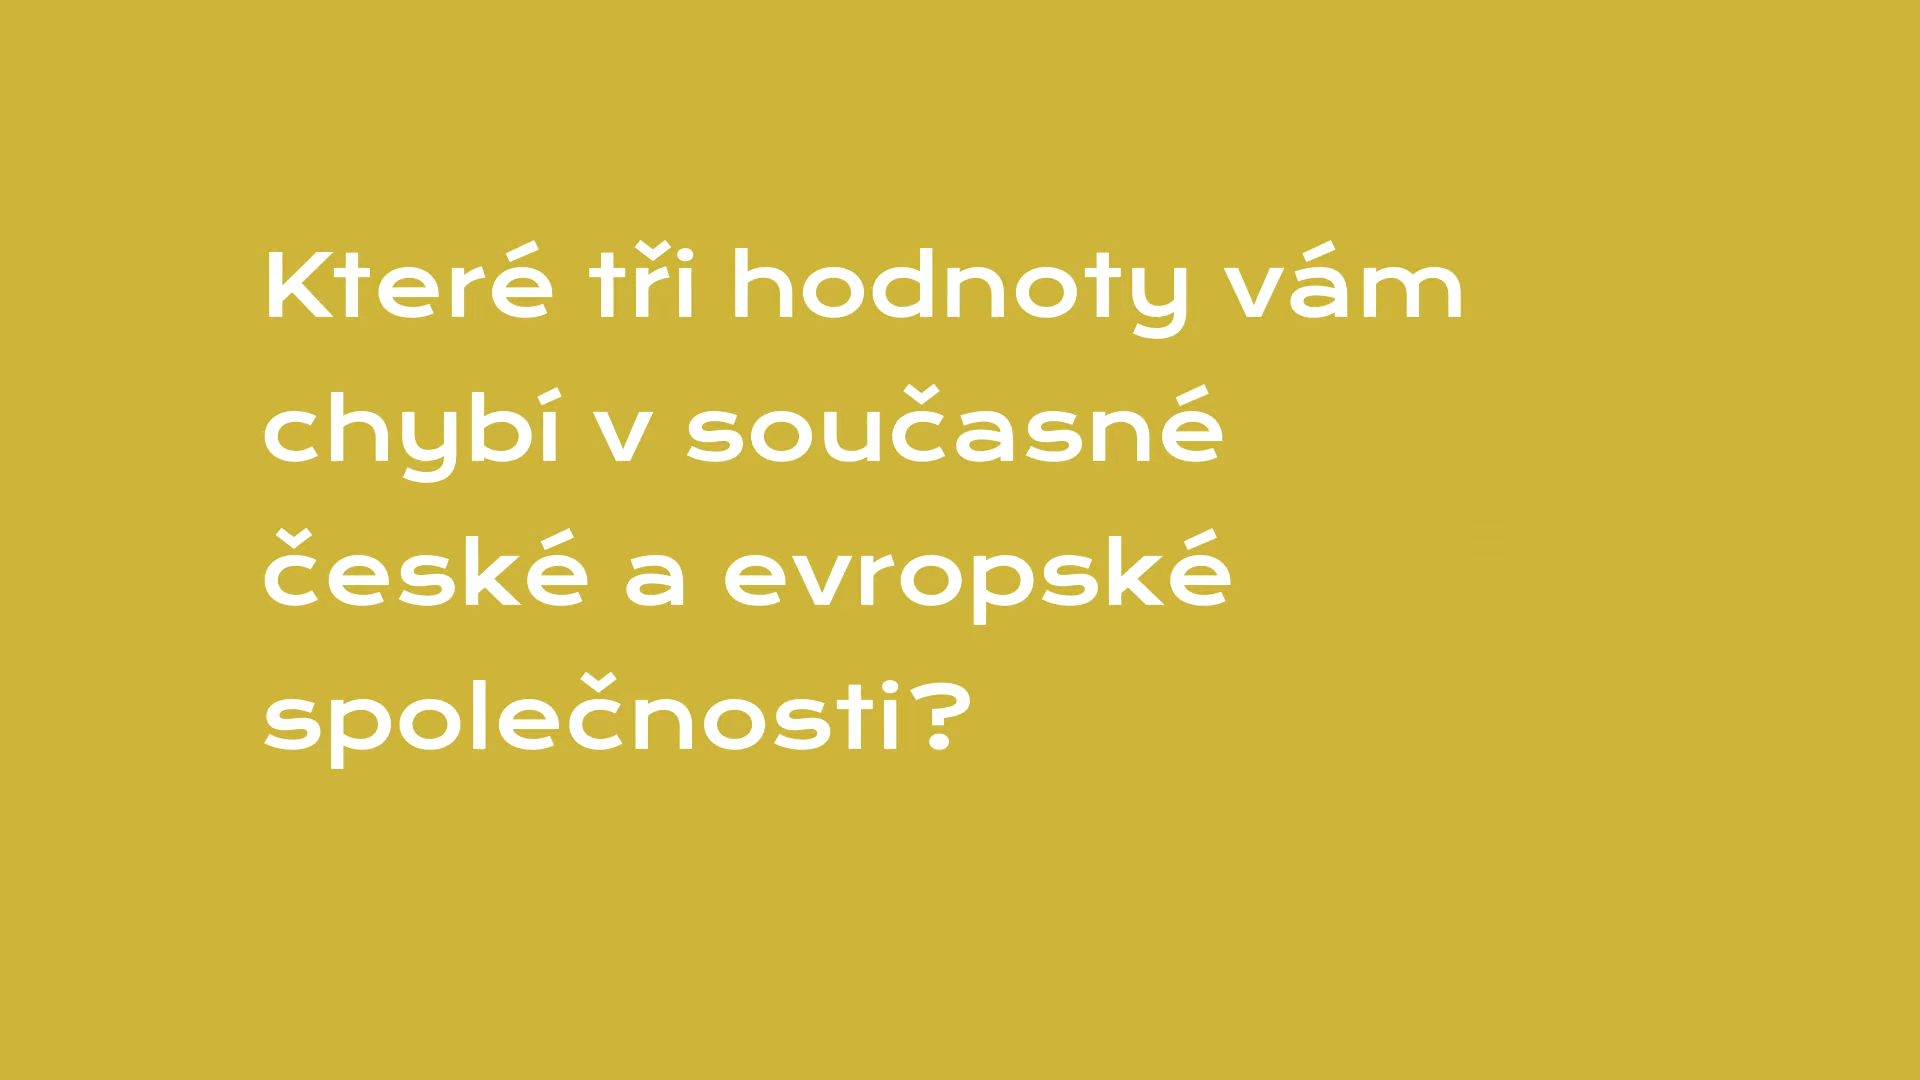 Které tři hodnoty vám
chybí v současné
české a evropské
společnosti?